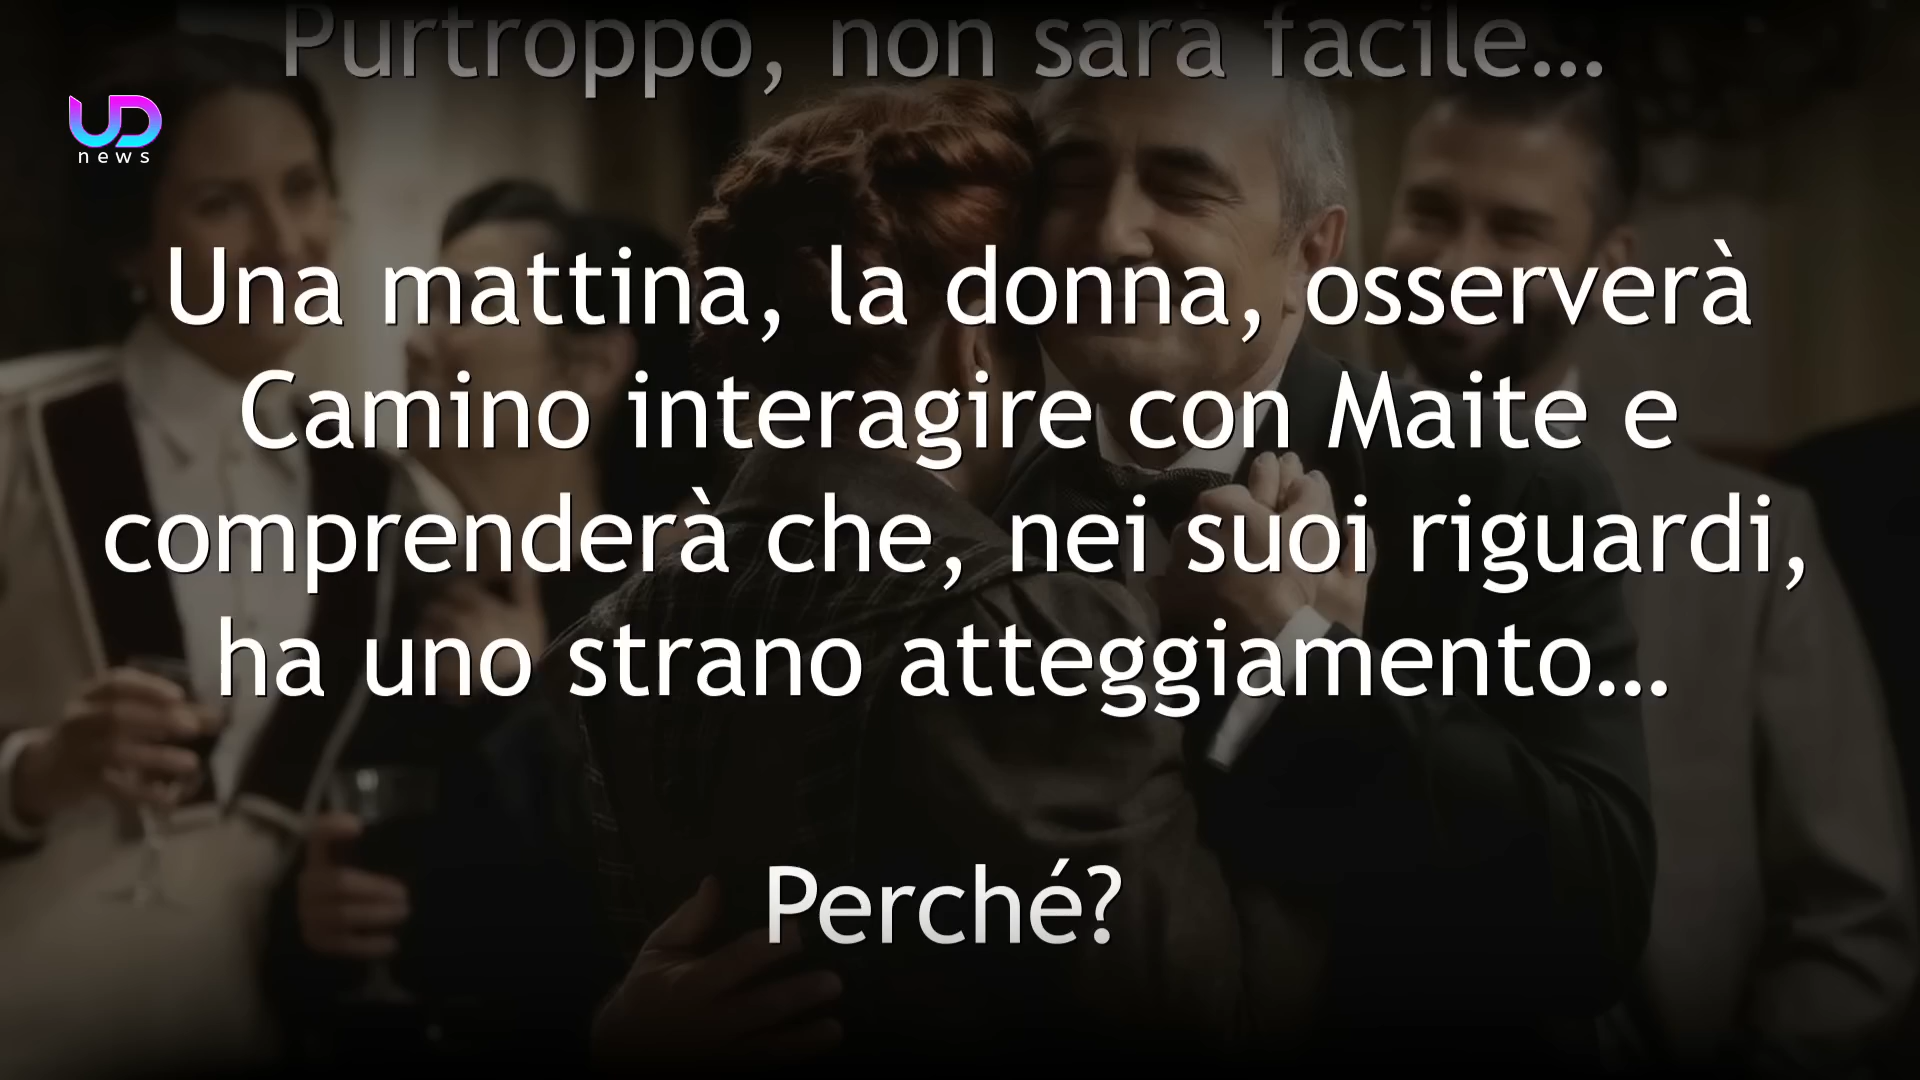 Purtroppo, non sarà facile...
UD
news
Una mattina, la donna, osserverà
Camino interagire con Maite e
comprenderà che, nei suoi riguardi,
ha uno strano atteggiamento...
Perché?